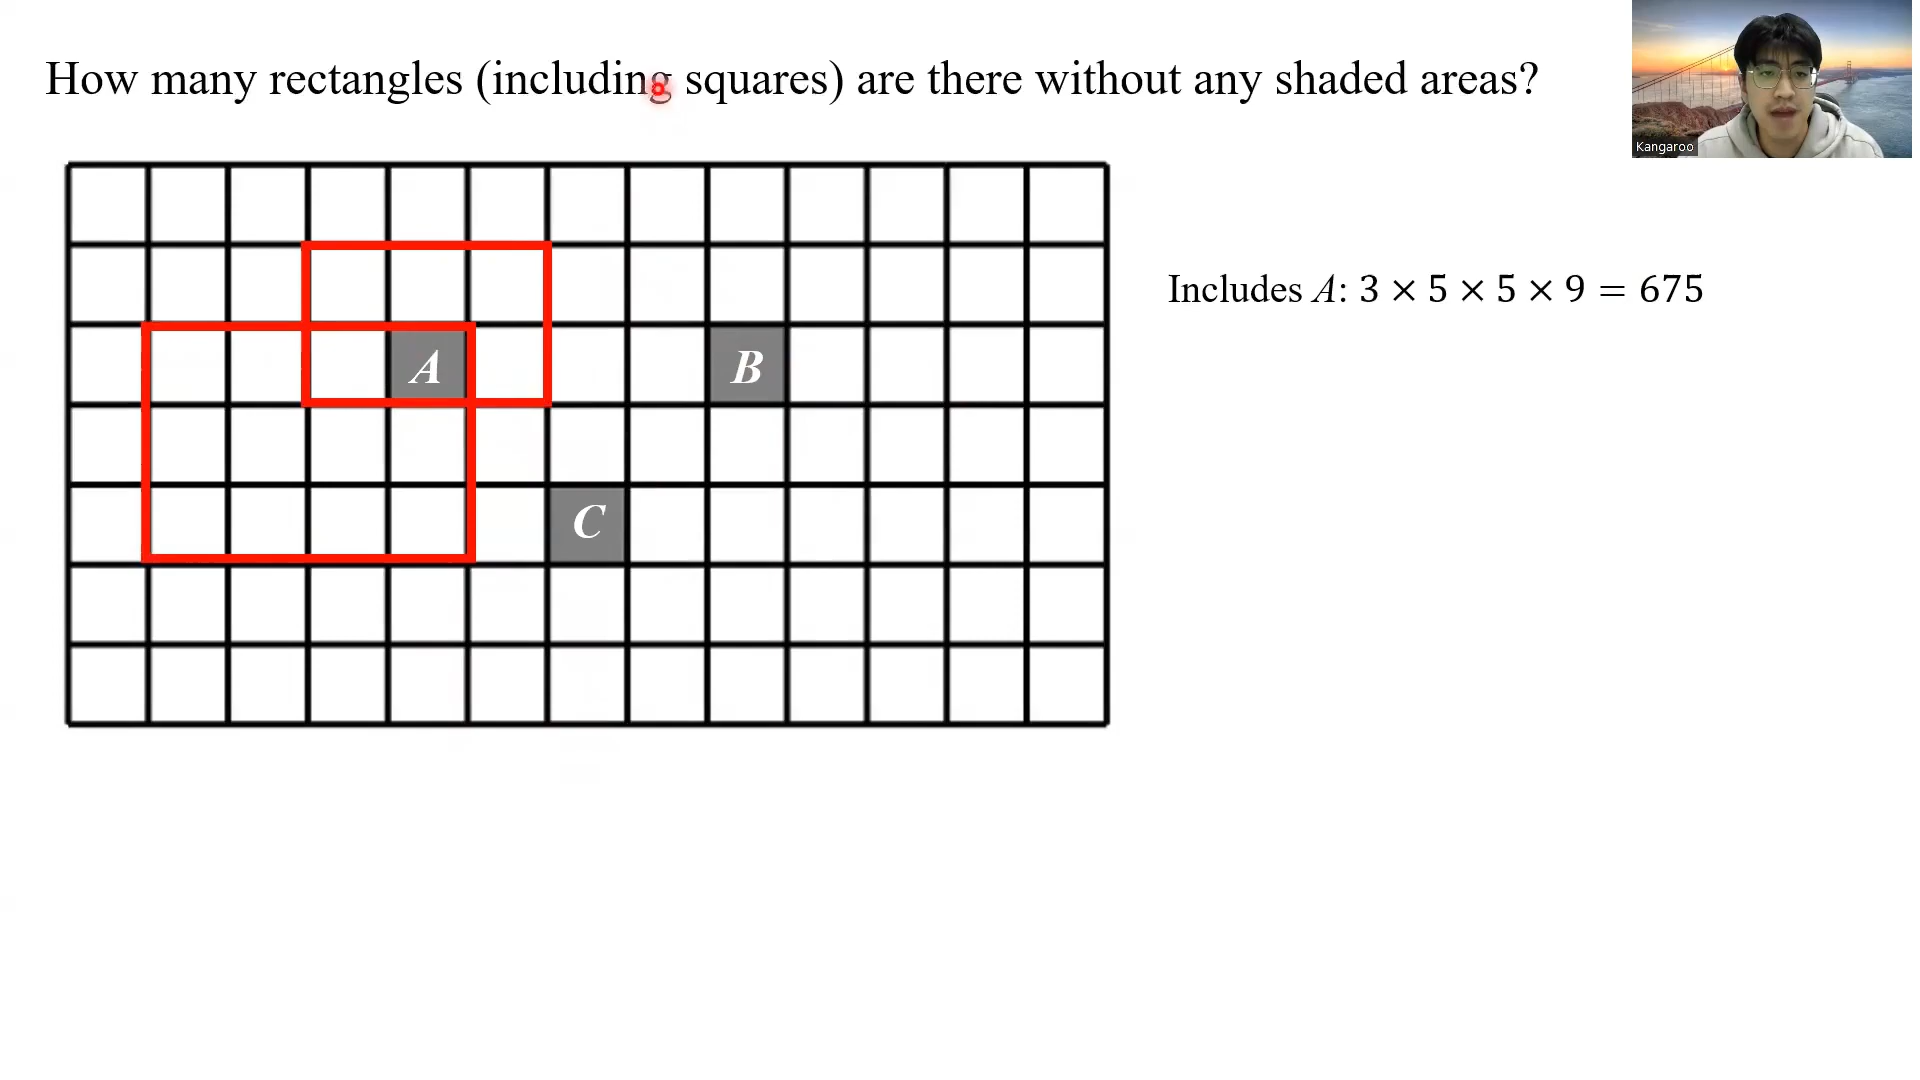 How many rectangles (including squares) are there without any shaded areas?
Kangaroo
Includes A: 3 × 5 × 5 × 9 = 675
A
B
C